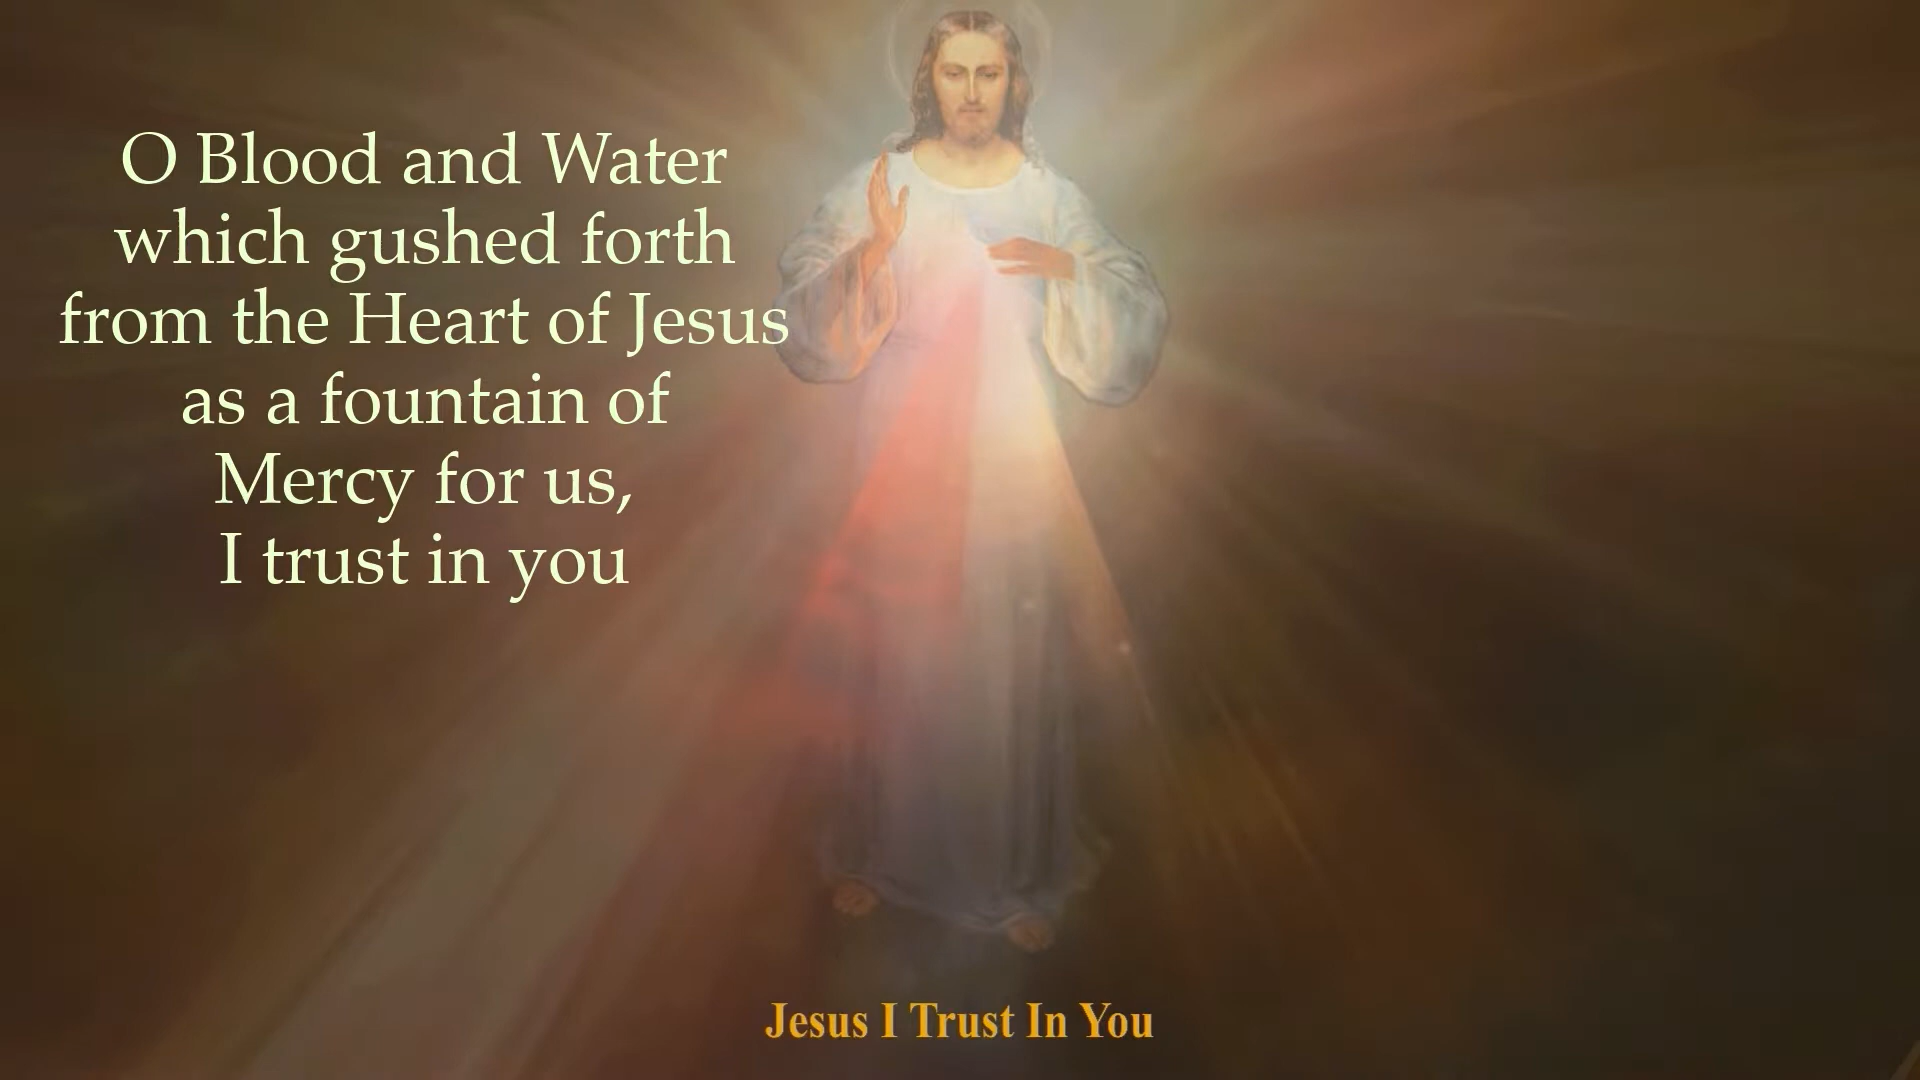 O Blood and Water
which gushed forth
from the Heart of Jesus
as a fountain of
Mercy for us,
I trust in you
Jesus I Trust In You